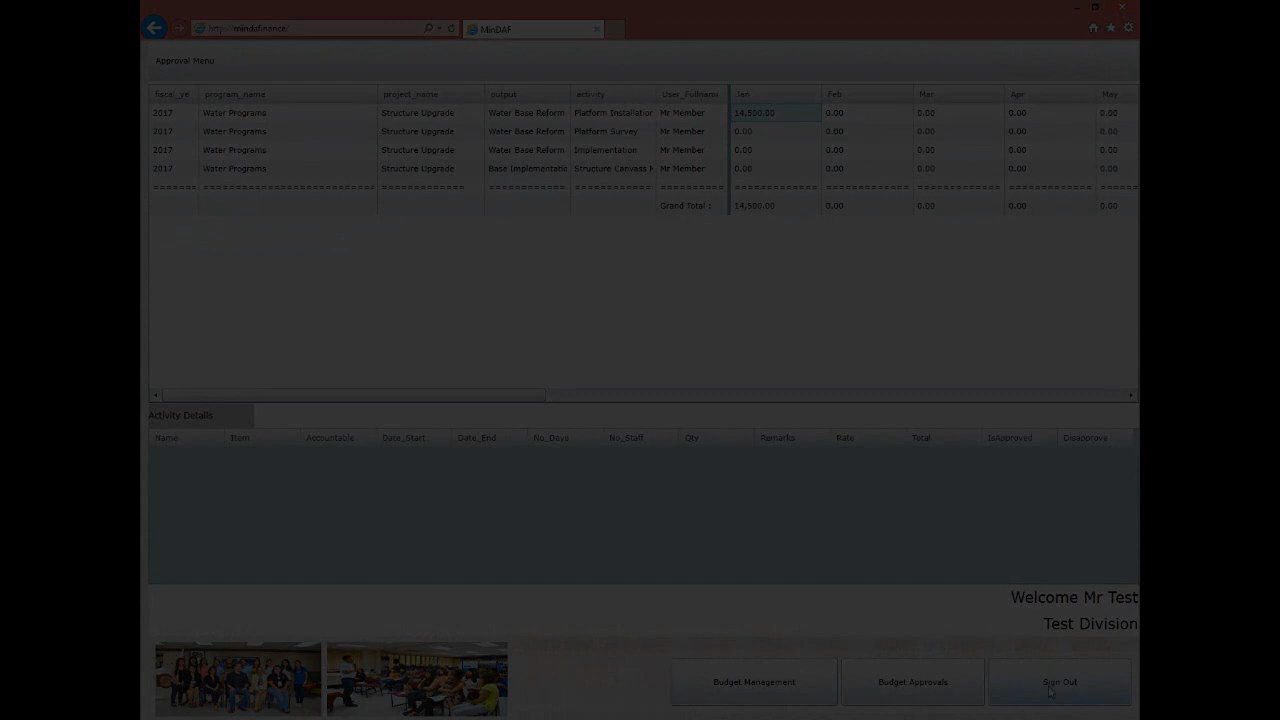 http://mindafinance/ MinDAF
Approval Menu
fiscal_ye program_name project_name output activity User_Fullname Jan Feb Mar Apr May
2017 Water Programs Structure Upgrade Water Base Reform Platform Installation Mr Member 14,500.00 0.00 0.00 0.00 0.00
2017 Water Programs Structure Upgrade Water Base Reform Platform Survey Mr Member 0.00 0.00 0.00 0.00 0.00
2017 Water Programs Structure Upgrade Water Base Reform Implementation Mr Member 0.00 0.00 0.00 0.00 0.00
2017 Water Programs Structure Upgrade Base Implementatio Structure Canvass M Mr Member 0.00 0.00 0.00 0.00 0.00
Grand Total : 14,500.00 0.00 0.00 0.00 0.00
Activity Details
Name Item Accountable Date_Start Date_End No_Days No_Staff Qty Remarks Rate Total IsApproved Disapprove
Welcome Mr Test
Test Division
Budget Management Budget Approvals Sign Out